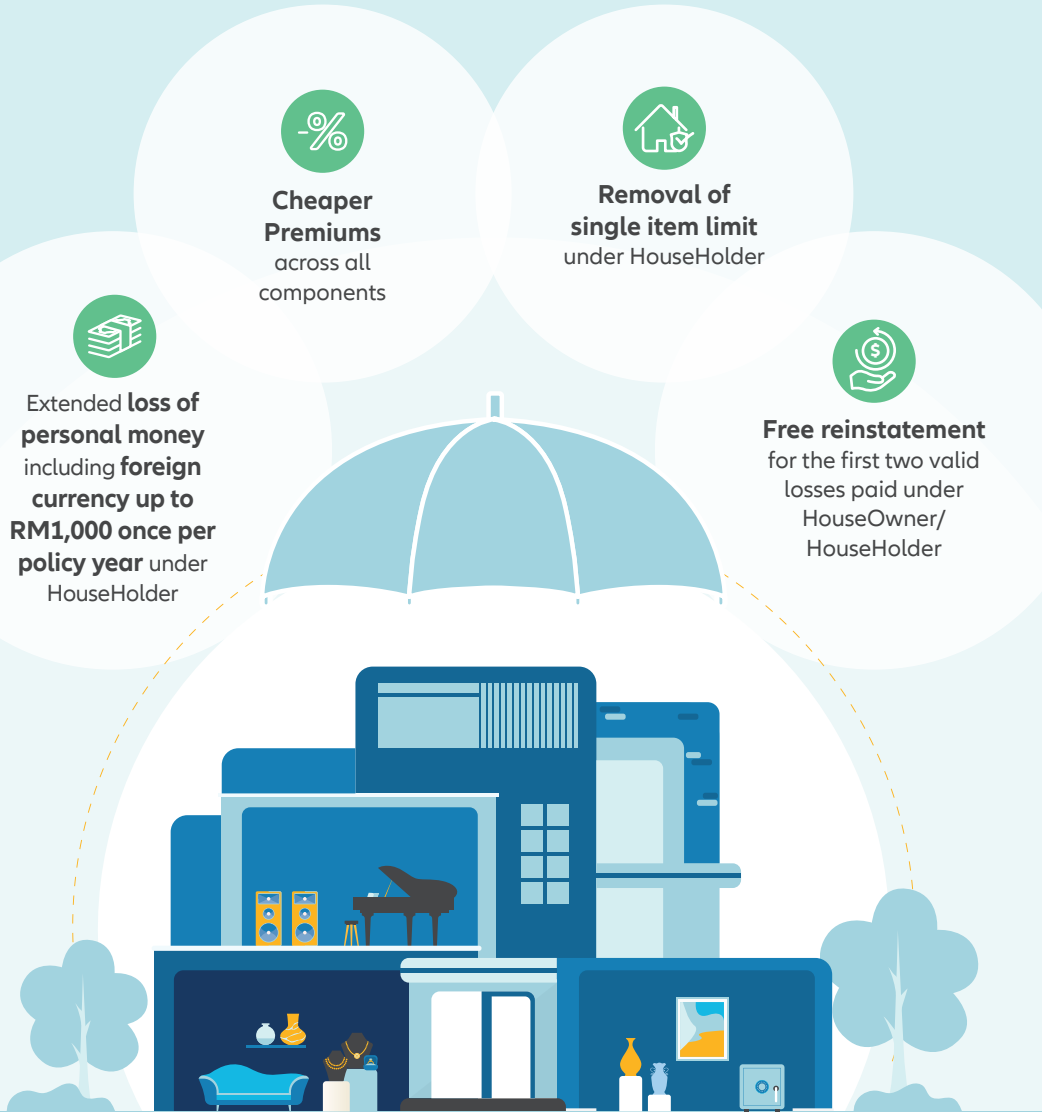 Cheaper
Premiums
across all
components
Removal of
single item limit
under HouseHolder
Extended loss of
personal money
including foreign
currency up to
RM1,000 once per
policy year under
HouseHolder
Free reinstatement
for the first two valid
losses paid under
HouseOwner/
HouseHolder